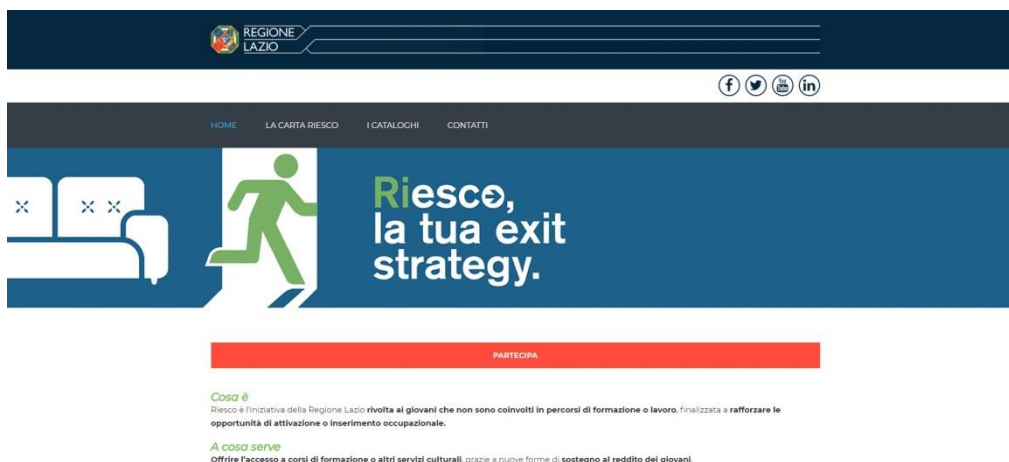 REGIONE
LAZIO
HOME LA CARTA RIESCO I CATALOGHI CONTATTI
Riesco,
la tua exit
strategy.
PARTECIPA
Cosa è
Riesco è l'iniziativa della Regione Lazio rivolta ai giovani che non sono coinvolti in percorsi di formazione o lavoro, finalizzata a rafforzare le
opportunità di attivazione o inserimento occupazionale.
A cosa serve
Offrire l'accesso a corsi di formazione o altri servizi culturali, grazie a nuove forme di sostegno al reddito dei giovani.